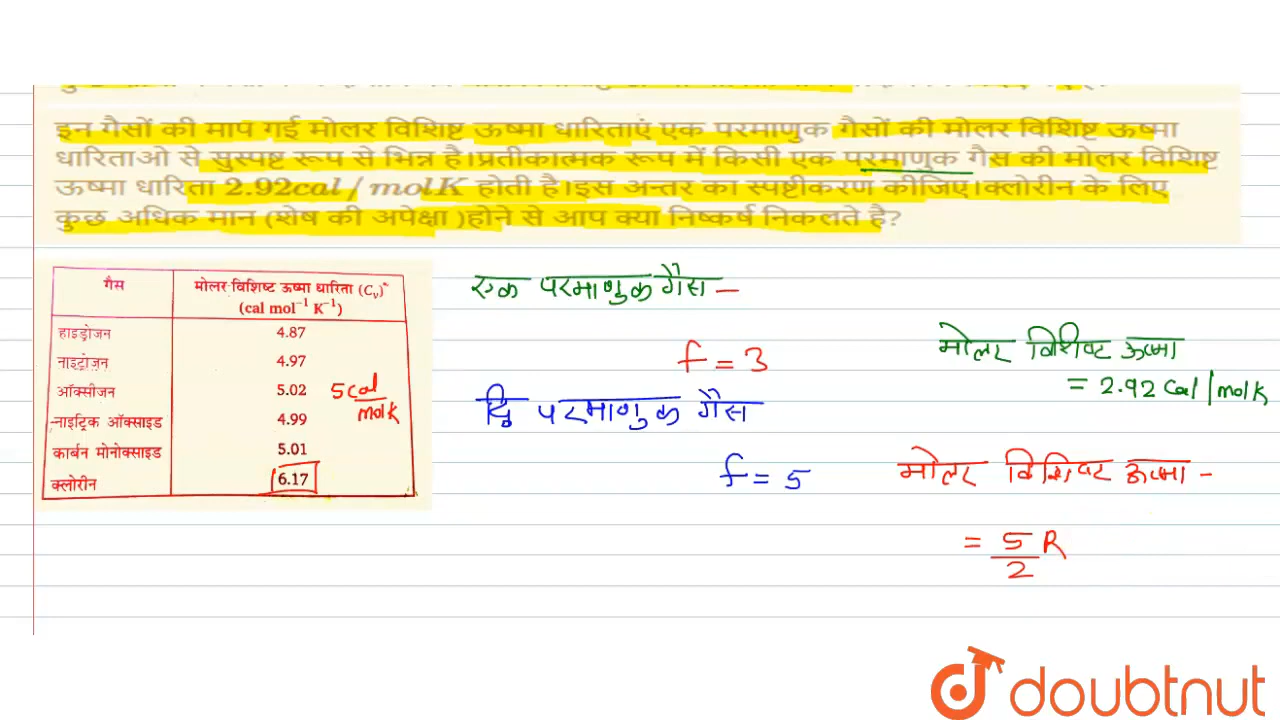 इन गैसों की माप गई मोलर विशिष्ट ऊष्मा धारिताएं एक परमाणुक गैसों की मोलर विशिष्ट ऊष्मा
धारिताओ से सुस्पष्ट रूप से भिन्न है।प्रतीकात्मक रूप में किसी एक परमाणुक गैस की मोलर विशिष्ट
ऊष्मा धारिता 2.92cal/molK होती है।इस अन्तर का स्पष्टीकरण कीजिए।क्लोरीन के लिए
कुछ अधिक मान (शेष की अपेक्षा )होने से आप क्या निष्कर्ष निकलते है?
गैस मोलर विशिष्ट ऊष्मा धारिता (Cv)
(cal mol⁻¹ K⁻¹)
हाइड्रोजन 4.87
नाइट्रोजन 4.97
ऑक्सीजन 5.02
नाइट्रिक ऑक्साइड 4.99
कार्बन मोनोक्साइड 5.01
क्लोरीन 6.17
5 cal/molK
एक परमाणुक गैस —
f = 3
मोलर विशिष्ट ऊष्मा
= 2.92 Cal/molK
द्वि परमाणुक गैस
f = 5
मोलर विशिष्ट ऊष्मा -
= 5/2 R
doubtnut